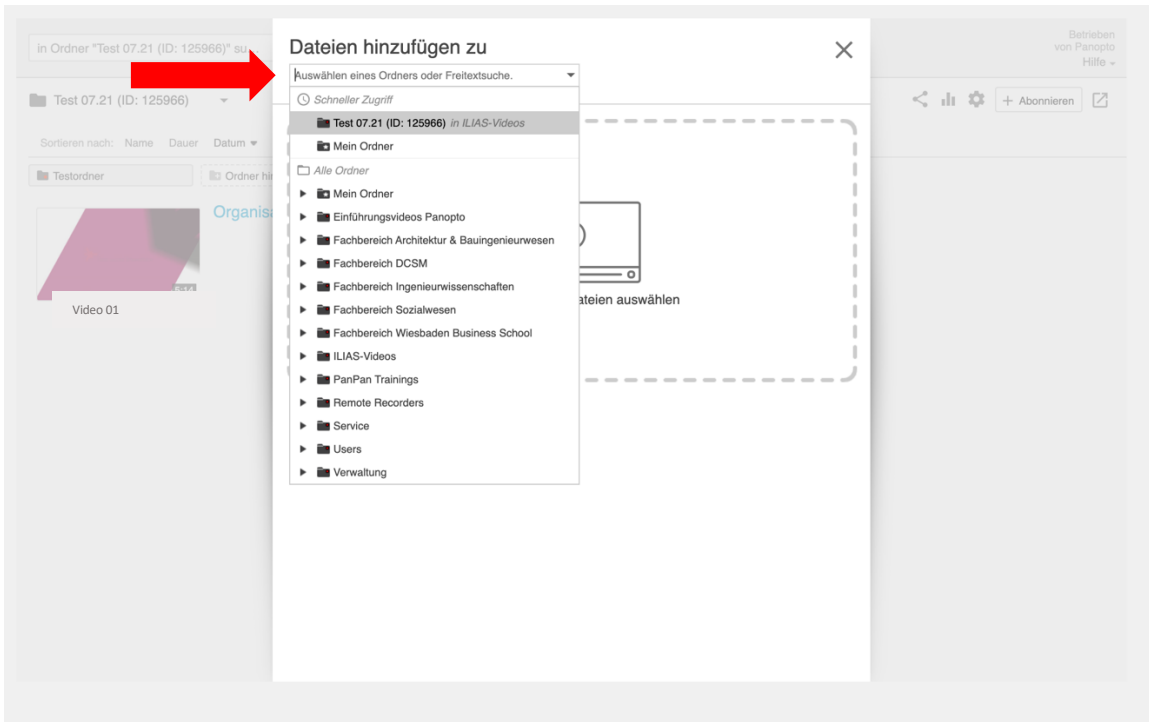 in Ordner "Test 07.21 (ID: 125966)" su...
Betrieben
von Panopto
Hilfe
Dateien hinzufügen zu
Auswählen eines Ordners oder Freitextsuche.
Test 07.21 (ID: 125966)
Abonnieren
Sortieren nach: Name Dauer Datum
Testordner
Ordner hi
Organis
5:14
Video 01
Schneller Zugriff
Test 07.21 (ID: 125966) in ILIAS-Videos
Mein Ordner
Alle Ordner
Mein Ordner
Einführungsvideos Panopto
Fachbereich Architektur & Bauingenieurwesen
Fachbereich DCSM
Fachbereich Ingenieurwissenschaften
Fachbereich Sozialwesen
Fachbereich Wiesbaden Business School
ILIAS-Videos
PanPan Trainings
Remote Recorders
Service
Users
Verwaltung
ateien auswählen